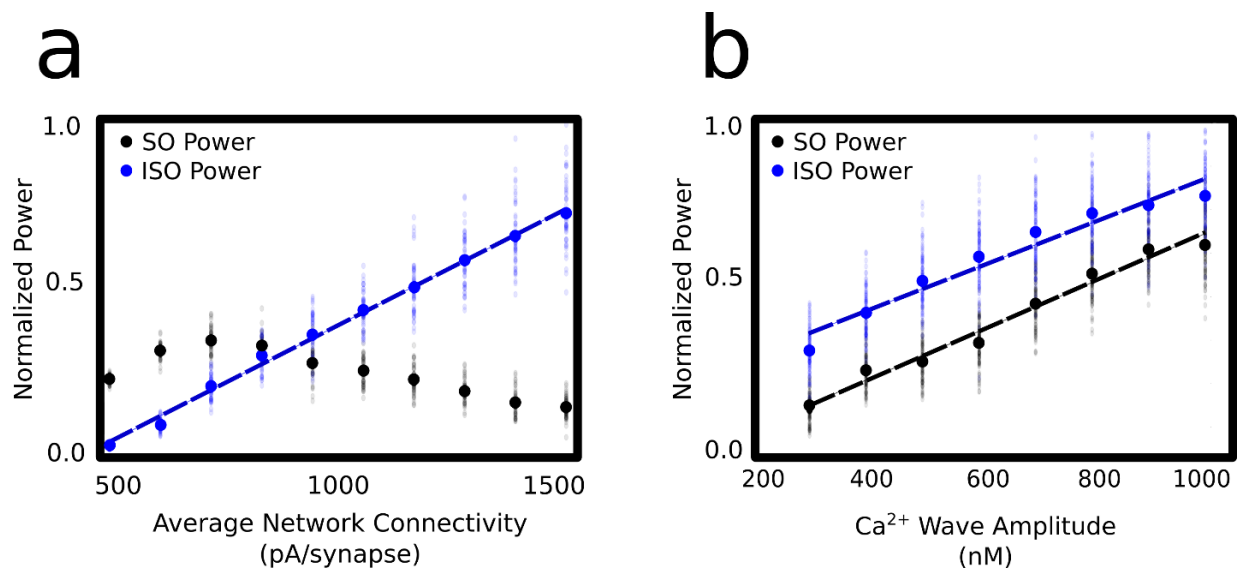 a
1.0
SO Power
ISO Power
0.5
Normalized Power
0.0
500 1000 1500
Average Network Connectivity
(pA/synapse)
b
1.0
SO Power
ISO Power
0.5
Normalized Power
0.0
200 400 600 800 1000
Ca²⁺ Wave Amplitude
(nM)